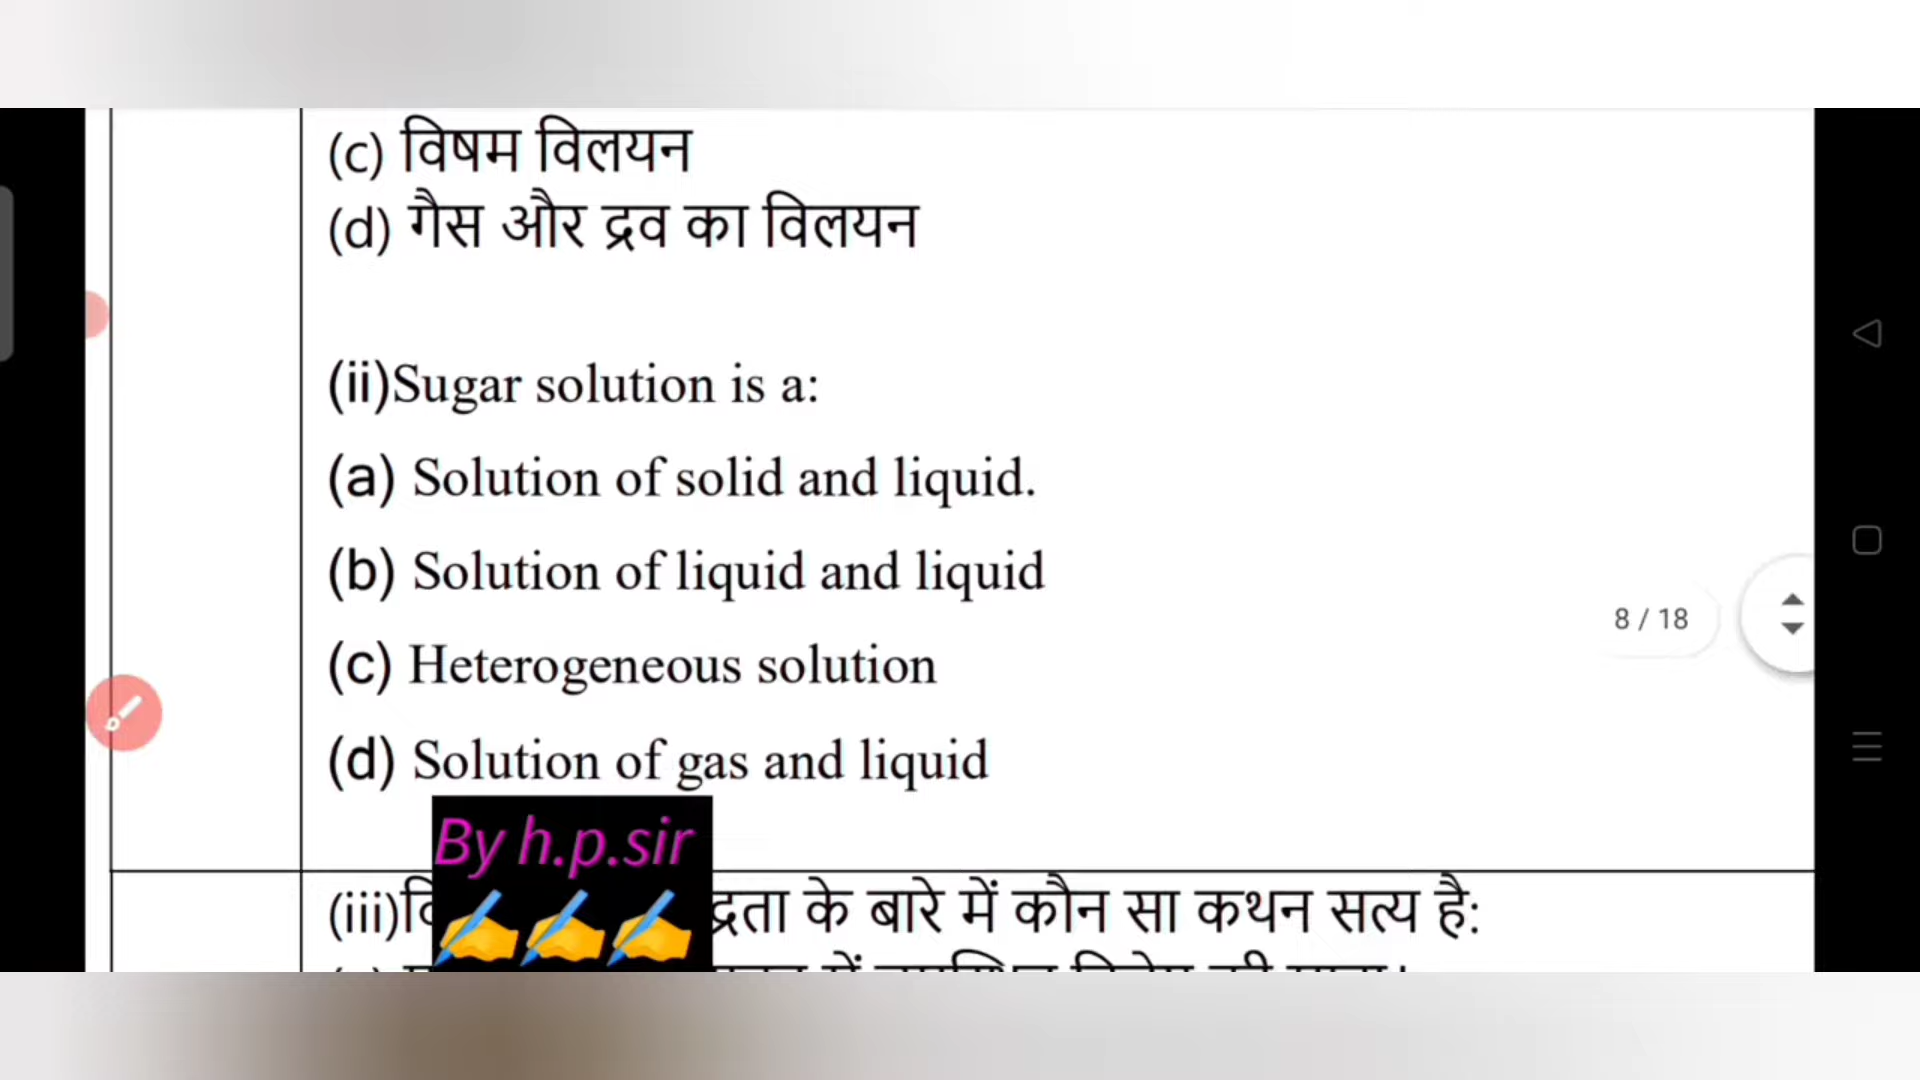 (c) विषम विलयन
(d) गैस और द्रव का विलयन
(ii)Sugar solution is a:
(a) Solution of solid and liquid.
(b) Solution of liquid and liquid
(c) Heterogeneous solution
8 / 18
(d) Solution of gas and liquid
By h.p.sir
(iii) के बारे में कौन सा कथन सत्य है: